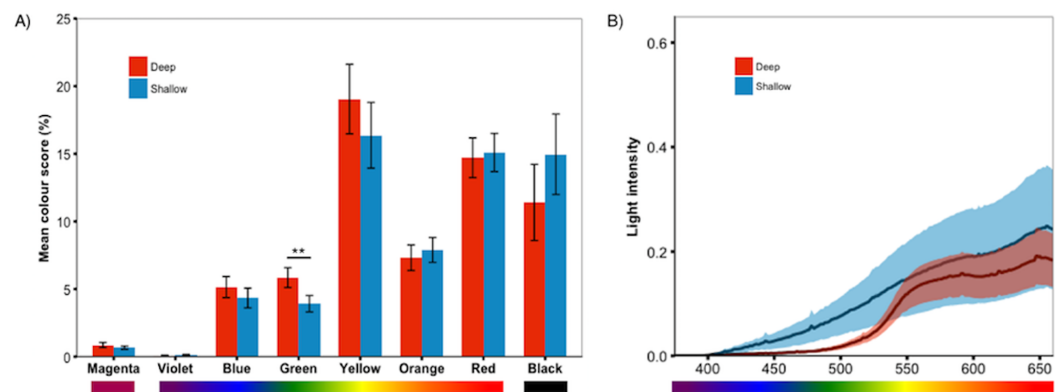 A)
25
20
15
10
5
0
Mean colour score (%)
Deep
Shallow
**
Magenta Violet Blue Green Yellow Orange Red Black
B)
0.6
0.4
0.2
0.0
Light intensity
Deep
Shallow
400 450 500 550 600 650